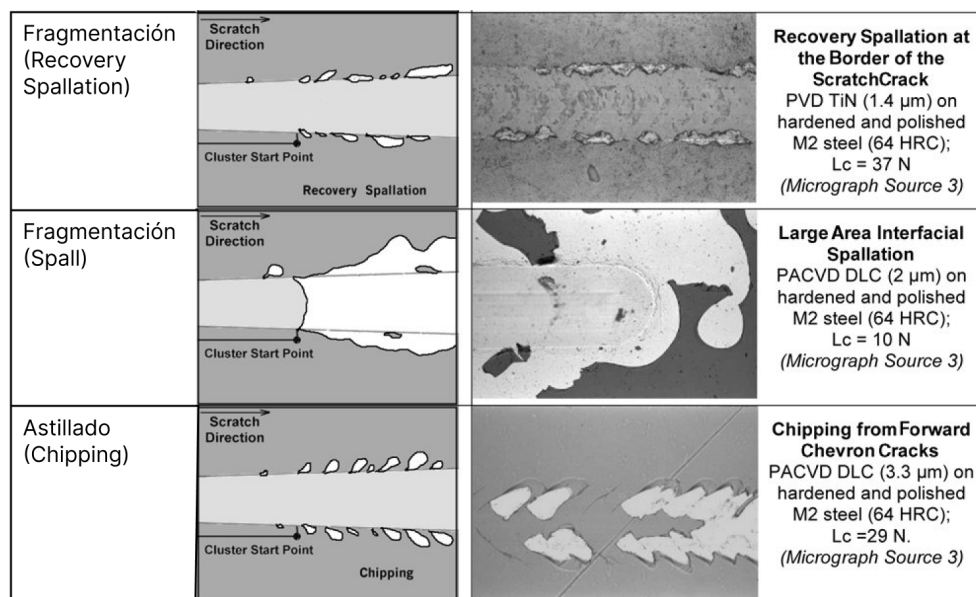 Fragmentación
(Recovery
Spallation)
Scratch
Direction
Cluster Start Point
Recovery Spallation
Recovery Spallation at
the Border of the
ScratchCrack
PVD TiN (1.4 μm) on
hardened and polished
M2 steel (64 HRC);
Lc = 37 N
(Micrograph Source 3)
Fragmentación
(Spall)
Scratch
Direction
Cluster Start Point
Large Area Interfacial
Spallation
PACVD DLC (2 μm) on
hardened and polished
M2 steel (64 HRC);
Lc = 10 N
(Micrograph Source 3)
Astillado
(Chipping)
Scratch
Direction
Cluster Start Point
Chipping
Chipping from Forward
Chevron Cracks
PACVD DLC (3.3 μm) on
hardened and polished
M2 steel (64 HRC);
Lc =29 N.
(Micrograph Source 3)